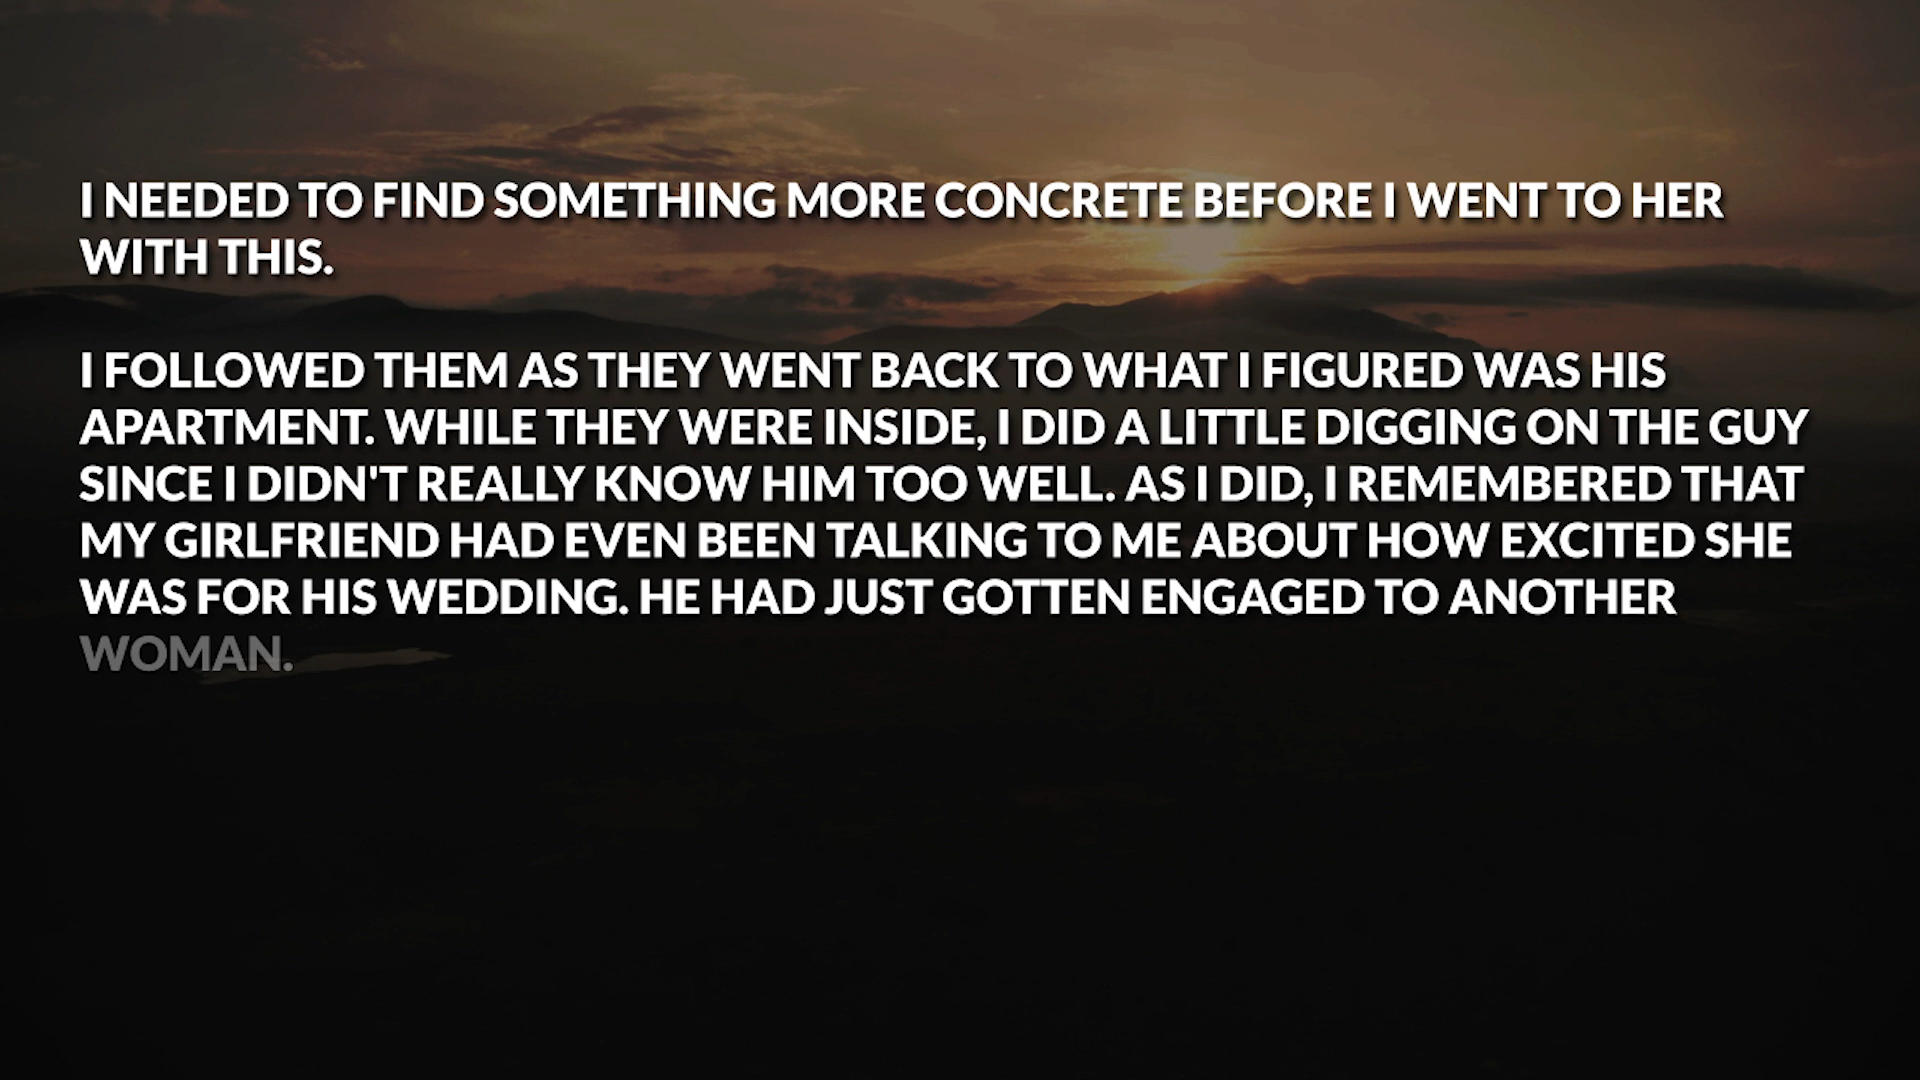 I NEEDED TO FIND SOMETHING MORE CONCRETE BEFORE I WENT TO HER
WITH THIS.
I FOLLOWED THEM AS THEY WENT BACK TO WHAT I FIGURED WAS HIS
APARTMENT. WHILE THEY WERE INSIDE, I DID A LITTLE DIGGING ON THE GUY
SINCE I DIDN'T REALLY KNOW HIM TOO WELL. AS I DID, I REMEMBERED THAT
MY GIRLFRIEND HAD EVEN BEEN TALKING TO ME ABOUT HOW EXCITED SHE
WAS FOR HIS WEDDING. HE HAD JUST GOTTEN ENGAGED TO ANOTHER
WOMAN.